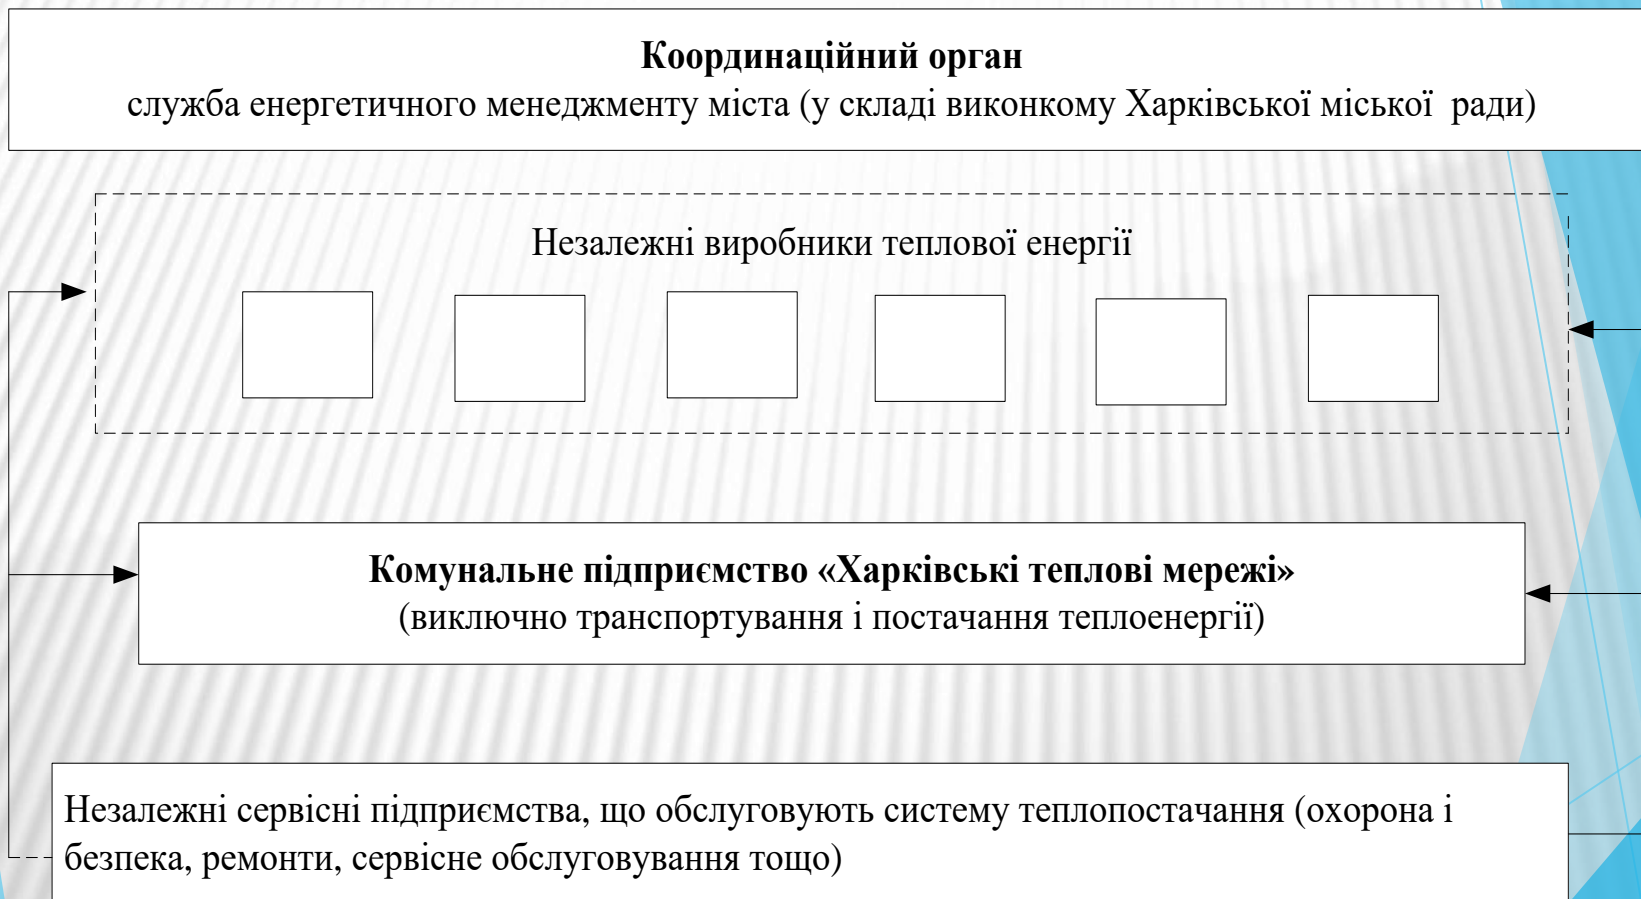 Координаційний орган
служба енергетичного менеджменту міста (у складі виконкому Харківської міської ради)
Незалежні виробники теплової енергії
Комунальне підприємство «Харківські теплові мережі»
(виключно транспортування і постачання теплоенергії)
Незалежні сервісні підприємства, що обслуговують систему теплопостачання (охорона і
безпека, ремонти, сервісне обслуговування тощо)